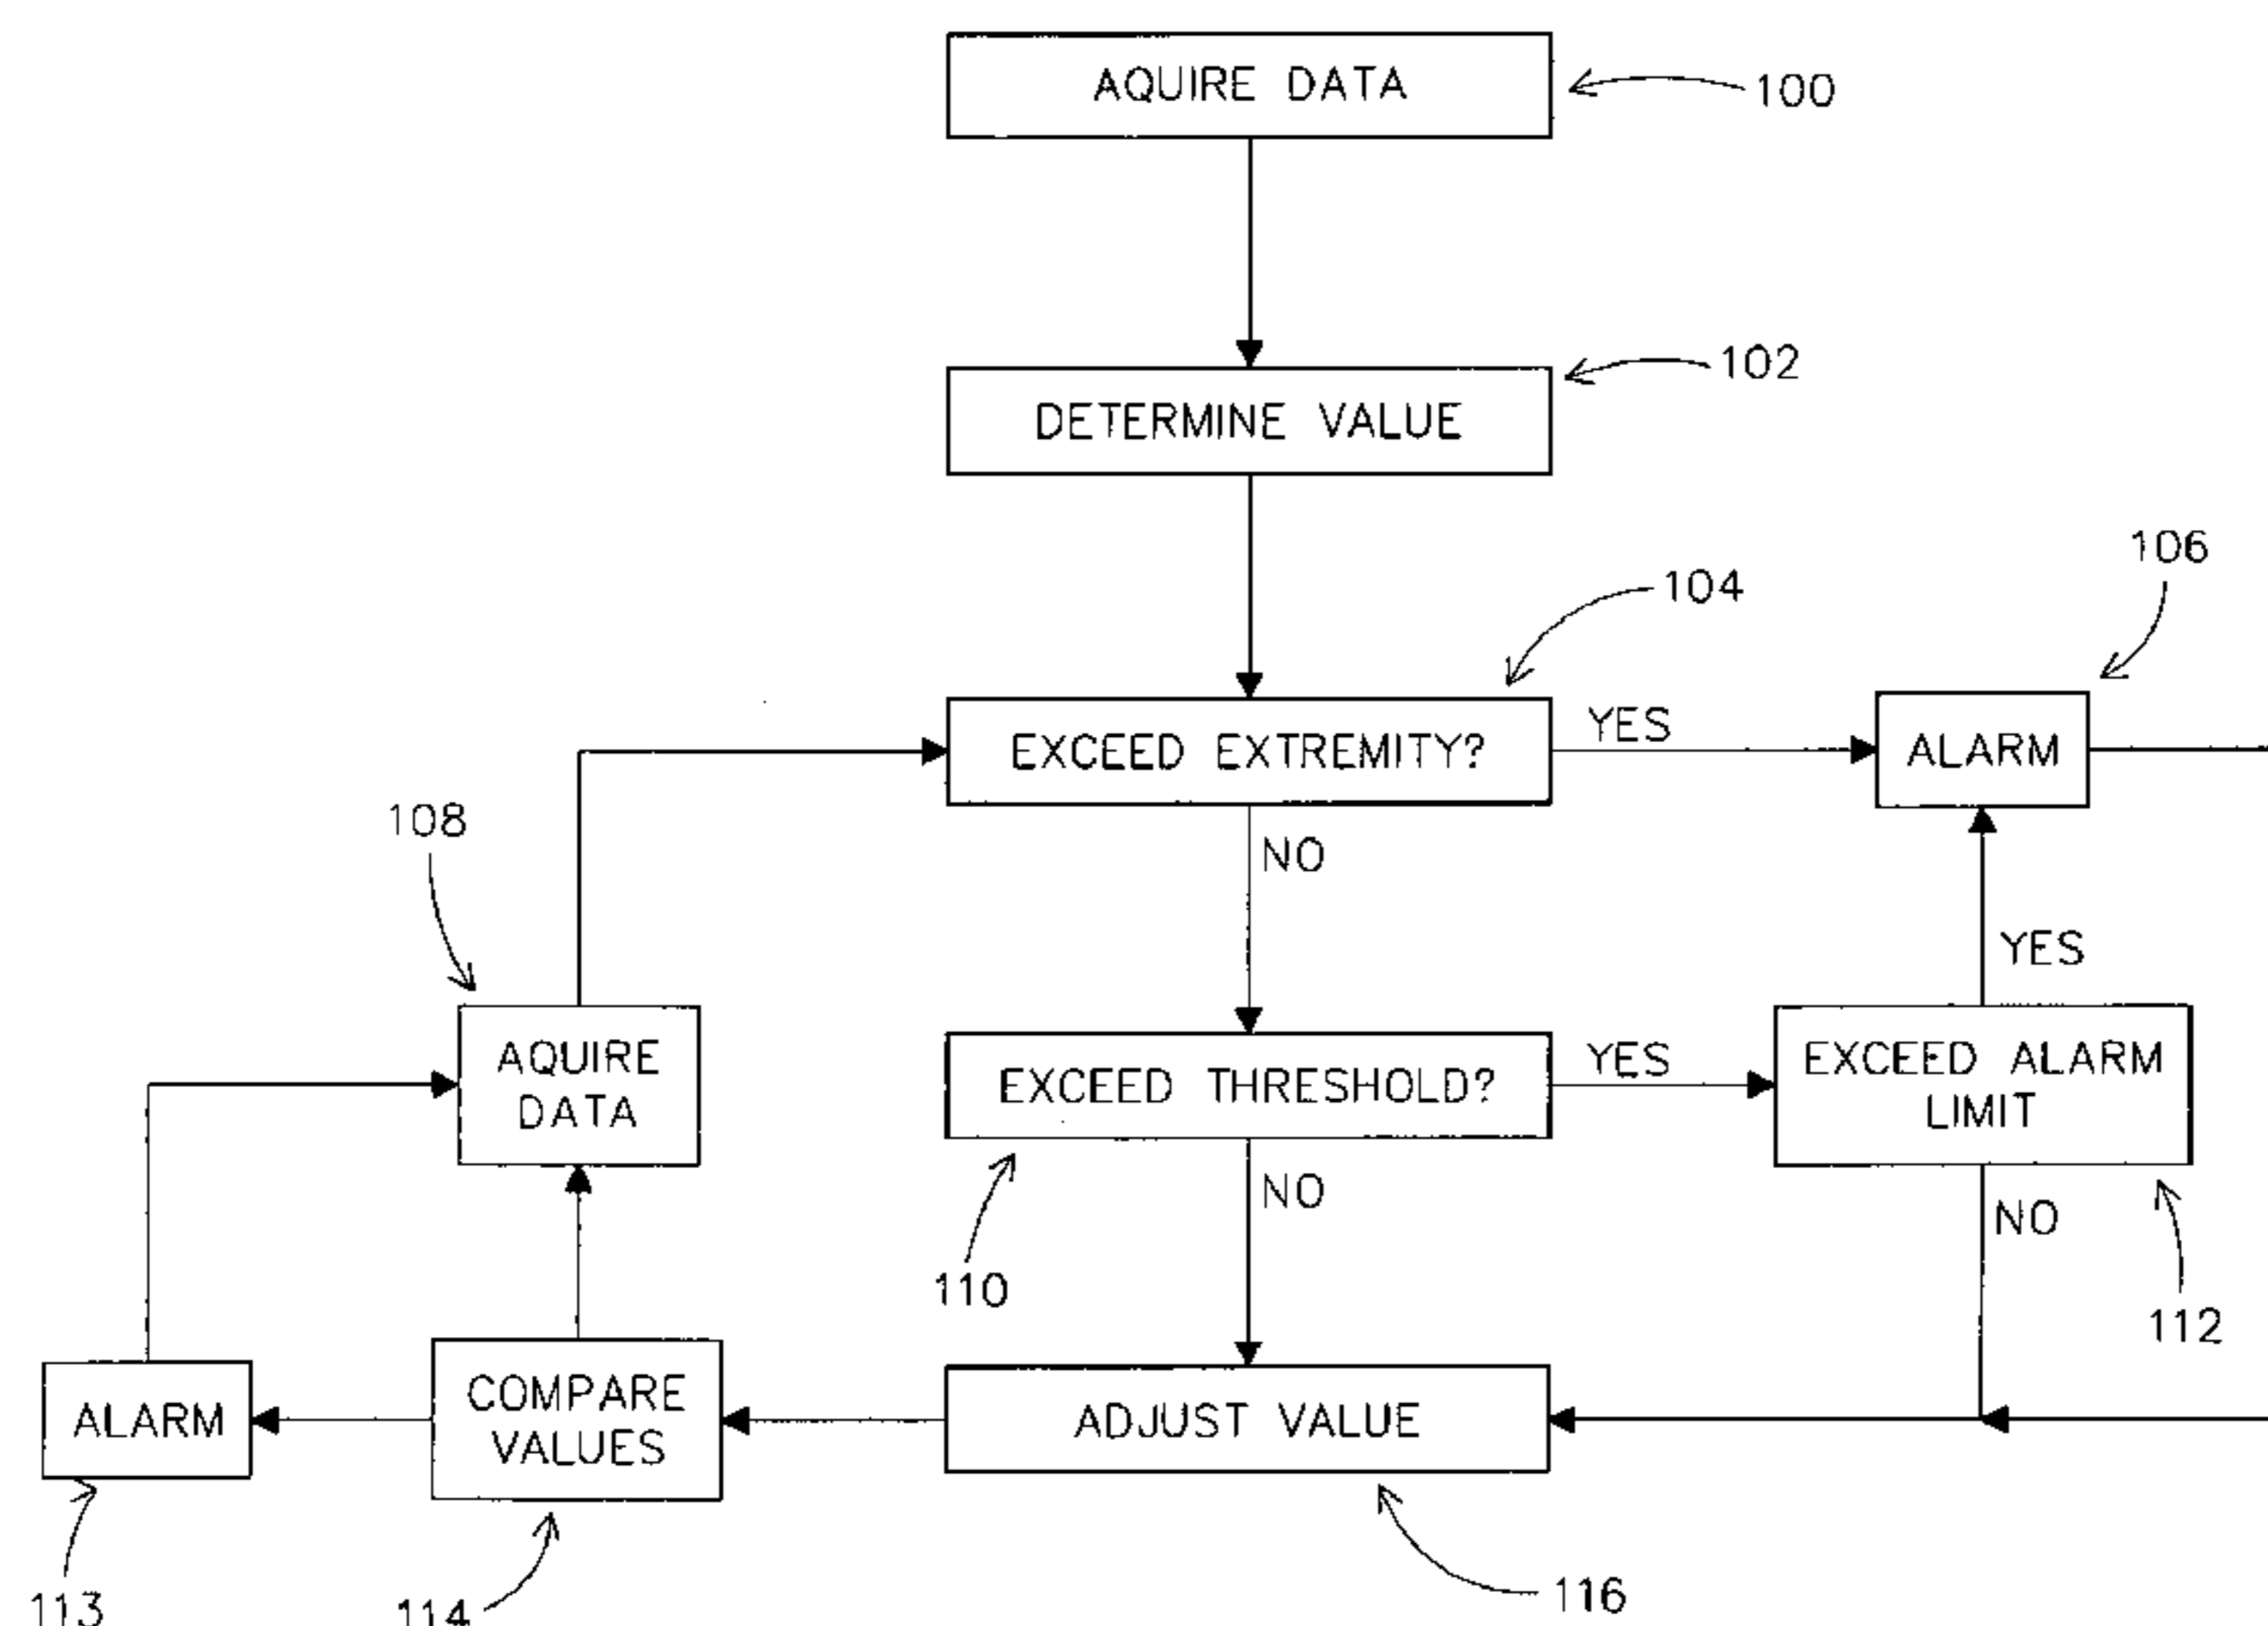 AQUIRE DATA
100
DETERMINE VALUE
102
104
106
EXCEED EXTREMITY?
YES
ALARM
108
NO
YES
AQUIRE
DATA
EXCEED THRESHOLD?
YES
EXCEED ALARM
LIMIT
NO
NO
110
112
ALARM
COMPARE
VALUES
ADJUST VALUE
113
114
116